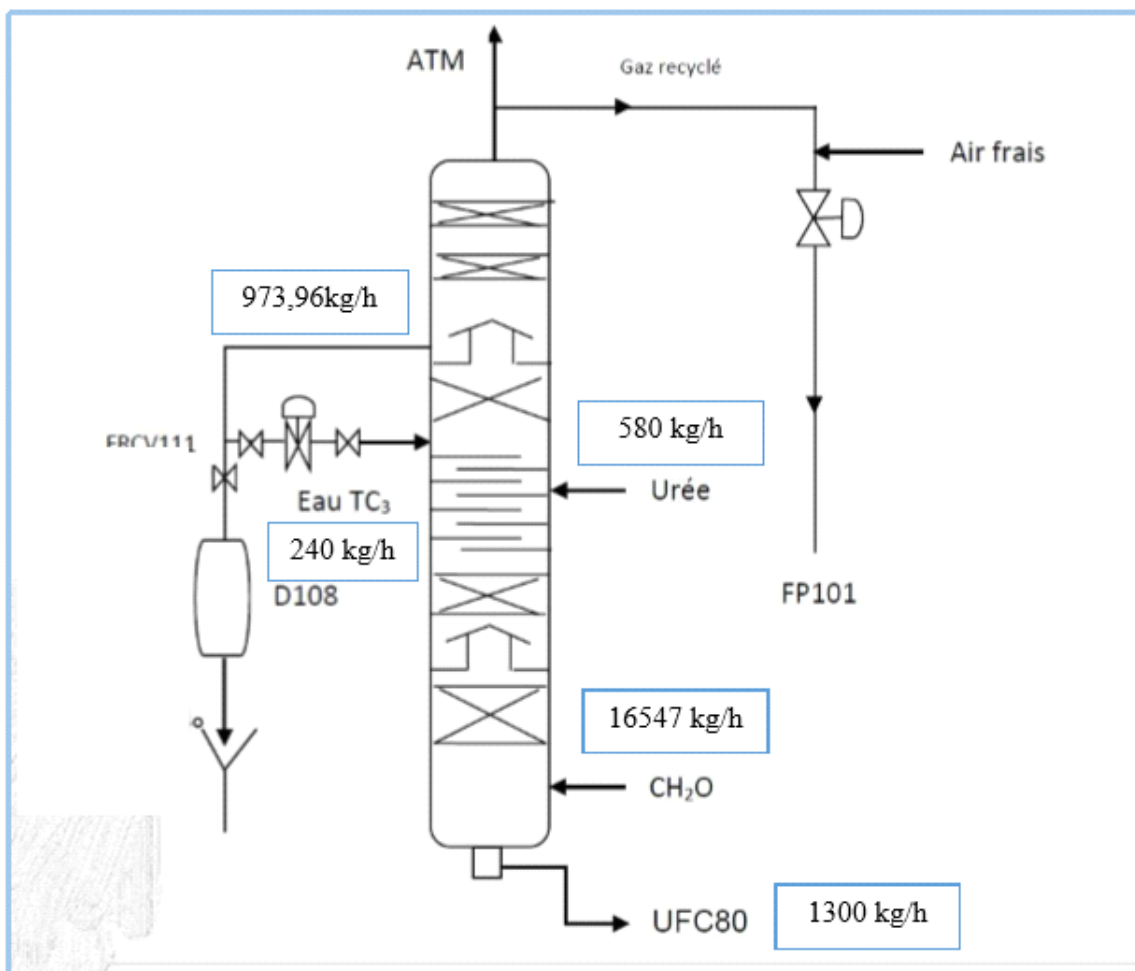 ATM
Gaz recyclé
Air frais
973,96kg/h
580 kg/h
Urée
Eau TC₃
240 kg/h
D108
FP101
16547 kg/h
CH₂O
UFC80
1300 kg/h